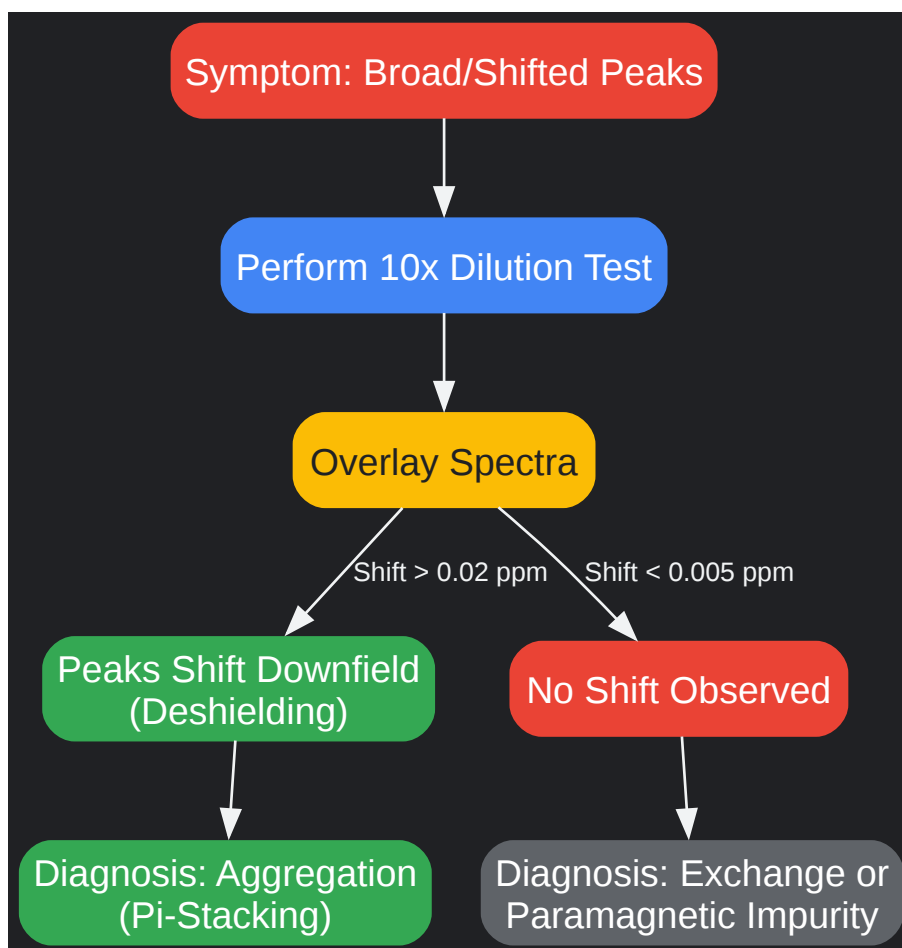 Symptom: Broad/Shifted Peaks
Perform 10x Dilution Test
Overlay Spectra
Shift > 0.02 ppm
Shift < 0.005 ppm
Peaks Shift Downfield
(Deshielding)
No Shift Observed
Diagnosis: Aggregation
(Pi-Stacking)
Diagnosis: Exchange or
Paramagnetic Impurity